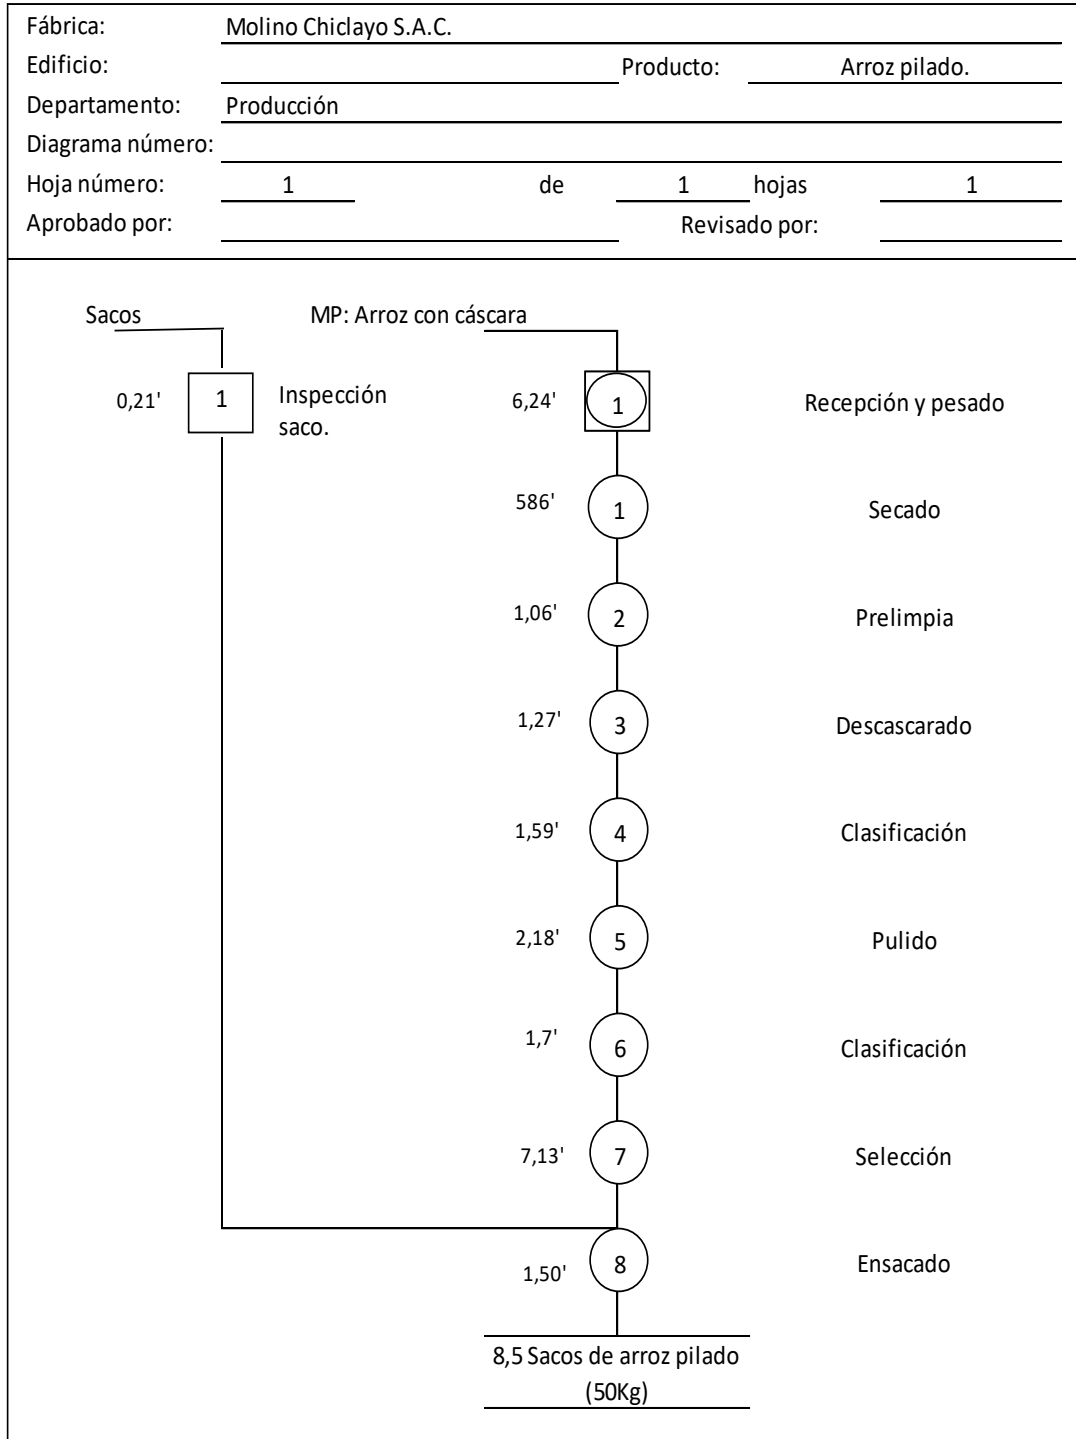 Fábrica: Molino Chiclayo S.A.C.
Edificio: Producto: Arroz pilado.
Departamento: Producción
Diagrama número:
Hoja número: 1 de 1 hojas 1
Aprobado por: Revisado por:
Sacos MP: Arroz con cáscara
0,21' 1 Inspección saco. 6,24' 1 Recepción y pesado
586' 1 Secado
1,06' 2 Prelimpia
1,27' 3 Descascarado
1,59' 4 Clasificación
2,18' 5 Pulido
1,7' 6 Clasificación
7,13' 7 Selección
1,50' 8 Ensacado
8,5 Sacos de arroz pilado
(50Kg)